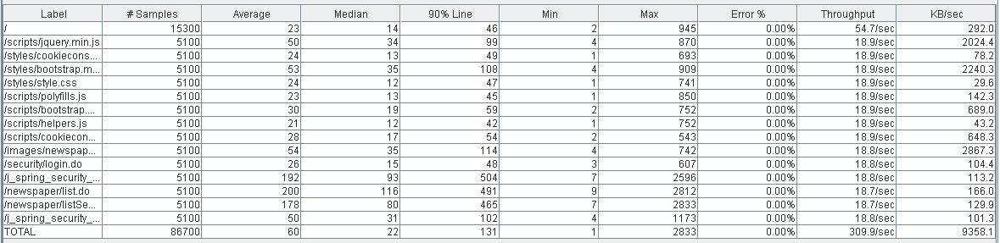 Label # Samples Average Median 90% Line Min Max Error % Throughput KB/sec
/ 15300 23 14 46 2 945 0.00% 54.7/sec 292.0
/scripts/jquery.min.js 5100 50 34 99 4 870 0.00% 18.9/sec 2024.4
/styles/cookiecons... 5100 24 13 49 1 693 0.00% 18.9/sec 78.2
/styles/bootstrap.m... 5100 53 35 108 4 909 0.00% 18.9/sec 2240.3
/styles/style.css 5100 24 12 47 1 741 0.00% 18.9/sec 29.6
/scripts/polyfills.js 5100 23 13 45 1 850 0.00% 18.9/sec 142.3
/scripts/bootstrap.... 5100 30 19 59 2 752 0.00% 18.9/sec 689.0
/scripts/helpers.js 5100 21 12 42 1 752 0.00% 18.9/sec 43.2
/scripts/cookiecon... 5100 28 17 54 2 543 0.00% 18.9/sec 648.3
/images/newspap... 5100 54 35 114 4 742 0.00% 18.8/sec 2867.3
/security/login.do 5100 26 15 48 3 607 0.00% 18.8/sec 104.4
/j_spring_security_... 5100 192 93 504 7 2596 0.00% 18.8/sec 113.2
/newspaper/list.do 5100 200 116 491 9 2812 0.00% 18.7/sec 166.0
/newspaper/listSe... 5100 178 80 465 7 2833 0.00% 18.7/sec 129.9
/j_spring_security_... 5100 50 31 102 4 1173 0.00% 18.8/sec 101.3
TOTAL 86700 60 22 131 1 2833 0.00% 309.9/sec 9358.1